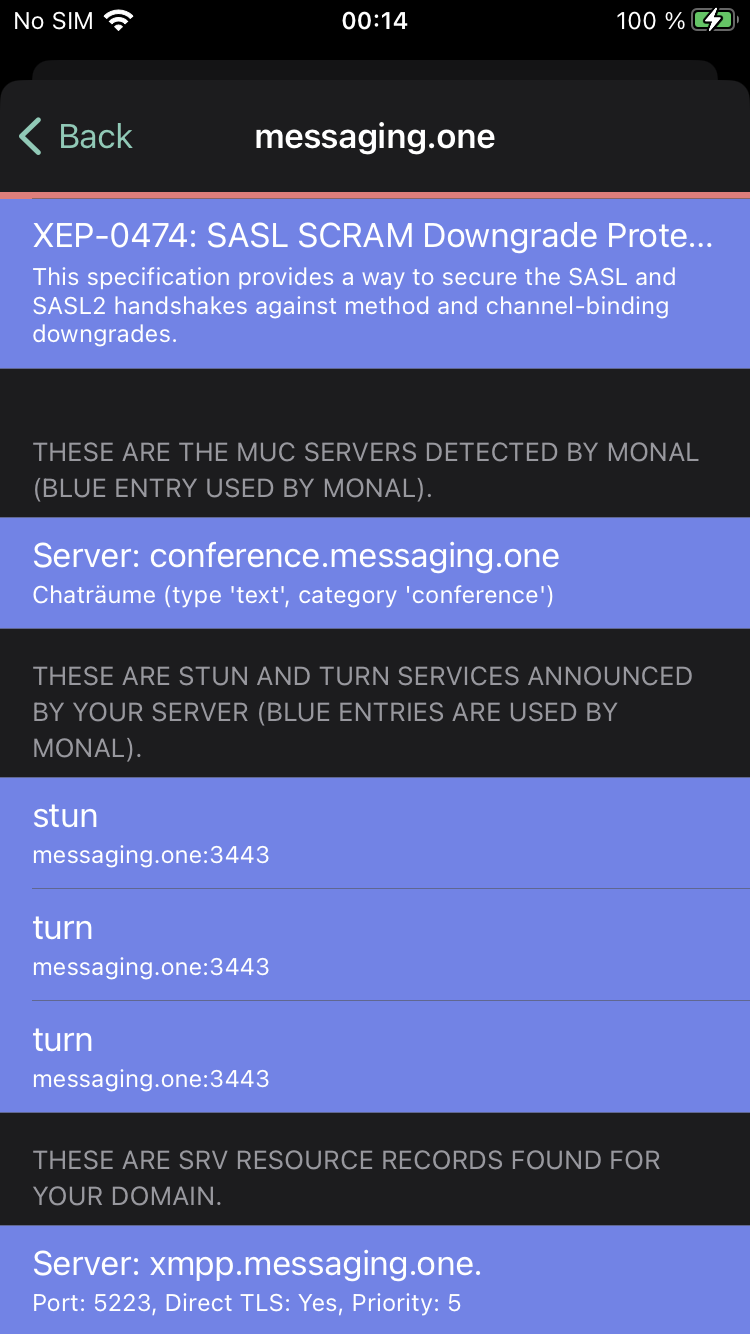 No SIM 00:14 100 %
Back messaging.one
XEP-0474: SASL SCRAM Downgrade Prote...
This specification provides a way to secure the SASL and
SASL2 handshakes against method and channel-binding
downgrades.
THESE ARE THE MUC SERVERS DETECTED BY MONAL
(BLUE ENTRY USED BY MONAL).
Server: conference.messaging.one
Chaträume (type 'text', category 'conference')
THESE ARE STUN AND TURN SERVICES ANNOUNCED
BY YOUR SERVER (BLUE ENTRIES ARE USED BY
MONAL).
stun
messaging.one:3443
turn
messaging.one:3443
turn
messaging.one:3443
THESE ARE SRV RESOURCE RECORDS FOUND FOR
YOUR DOMAIN.
Server: xmpp.messaging.one.
Port: 5223, Direct TLS: Yes, Priority: 5